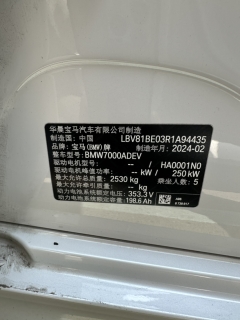 华晨宝马汽车有限公司制造
制造国：中国 LBV81BE03R1A94435
品牌：宝马(BMW)牌 制造年月：2024-02
整车型号：BMW7000ADEV
驱动电机型号： -- / HA0001N0
驱动电机峰值功率： -- kW / 250 kW
最大允许总质量： 2530 kg 乘坐人数： 5
最大允许牵引质量： -- kg
动力电池系统额定电压： 353.3 V
动力电池系统额定容量： 198.6 Ah